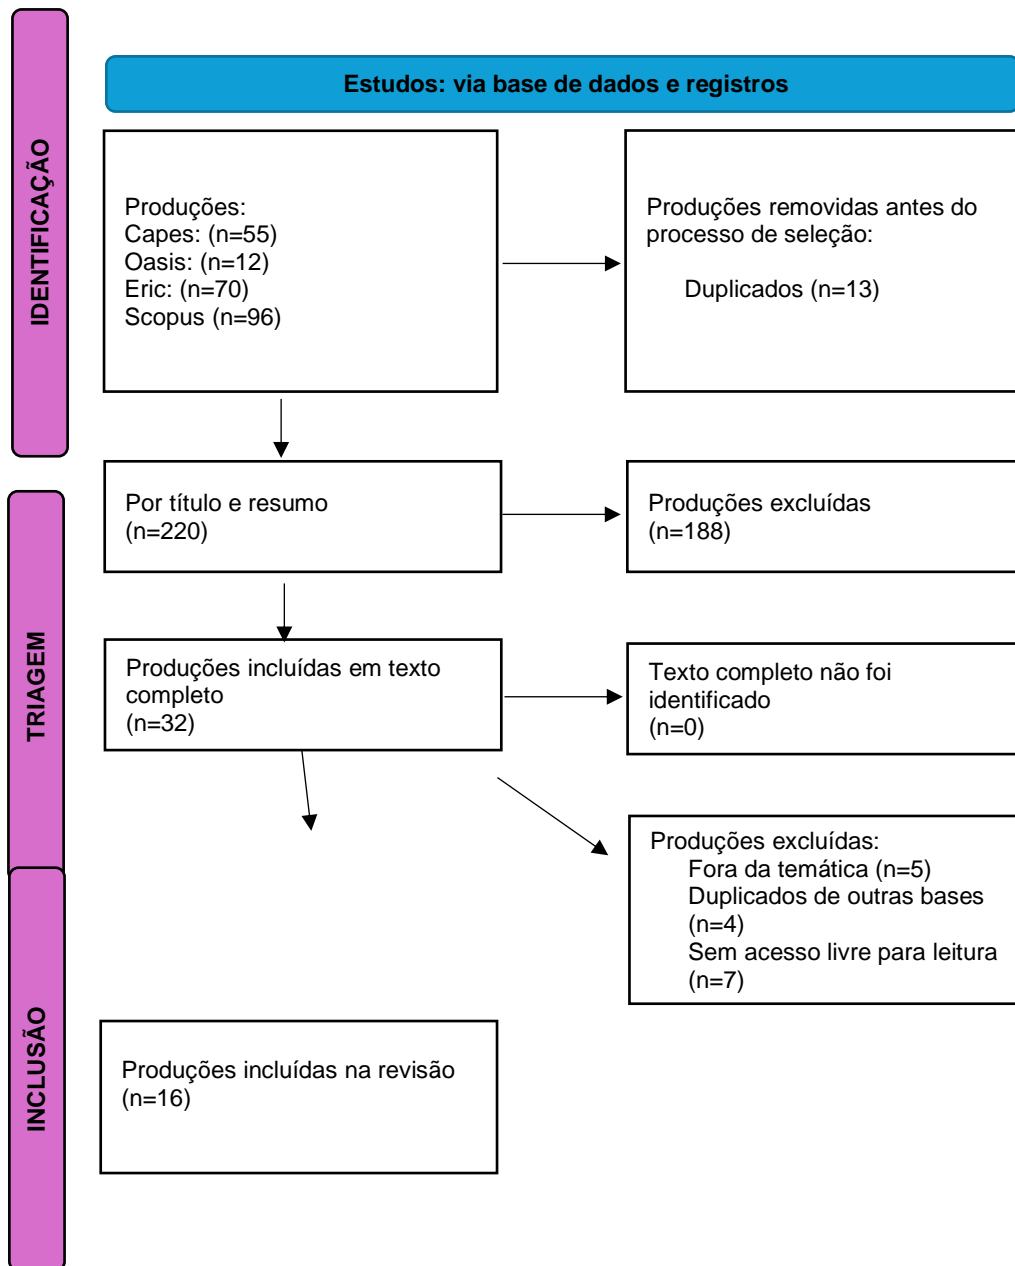 Estudos: via base de dados e registros
IDENTIFICAÇÃO
Produções:
Capes: (n=55)
Oasis: (n=12)
Eric: (n=70)
Scopus (n=96)
Produções removidas antes do
processo de seleção:
Duplicados (n=13)
TRIAGEM
Por título e resumo
(n=220)
Produções excluídas
(n=188)
Produções incluídas em texto
completo
(n=32)
Texto completo não foi
identificado
(n=0)
Produções excluídas:
Fora da temática (n=5)
Duplicados de outras bases
(n=4)
Sem acesso livre para leitura
(n=7)
INCLUSÃO
Produções incluídas na revisão
(n=16)